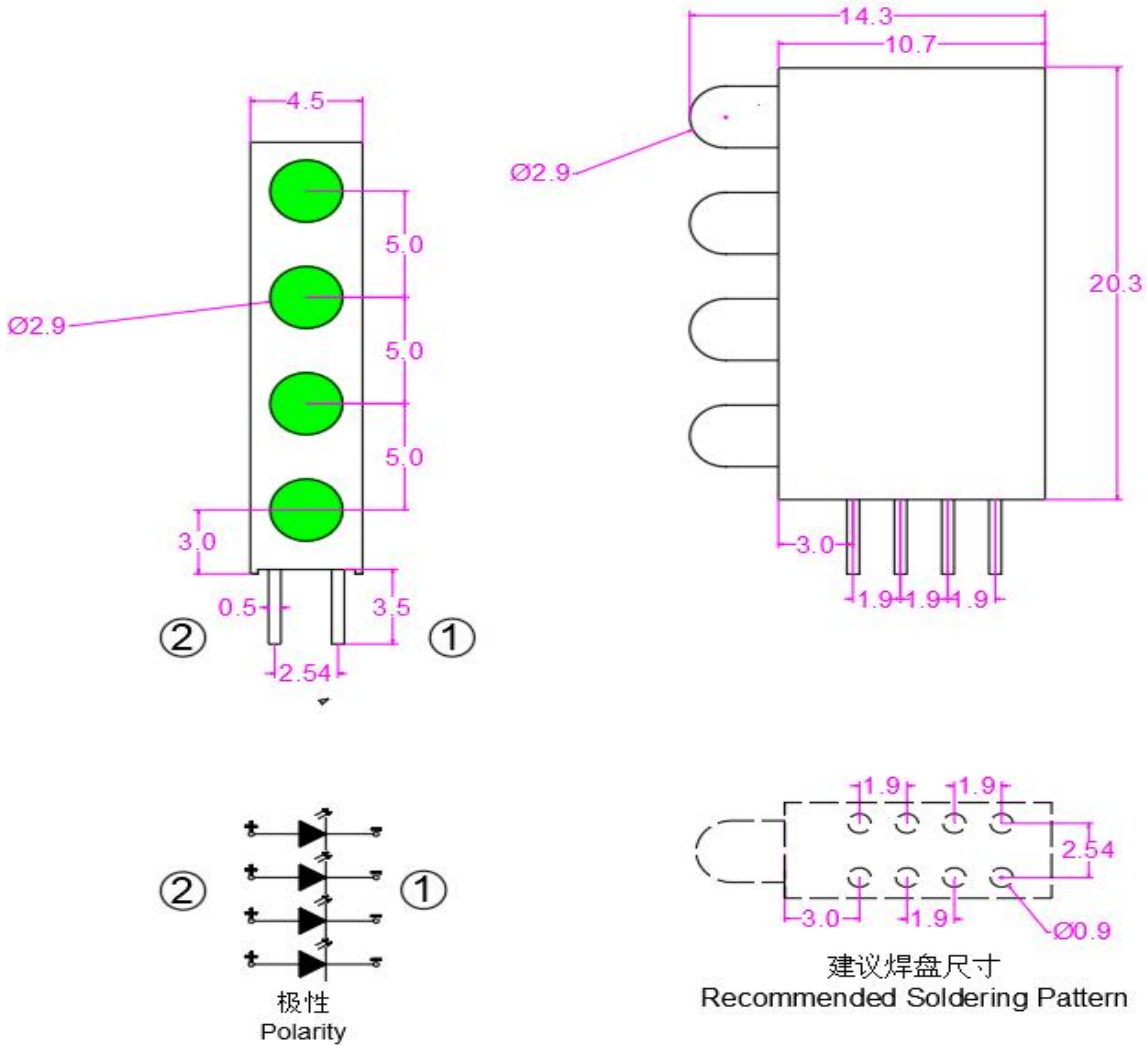 14.3
10.7
4.5
Ø2.9
5.0
20.3
Ø2.9
5.0
5.0
3.0
3.0
0.5
3.5
1.9 1.9 1.9
② ①
2.54
1.9 1.9
+ -
2.54
+ -
② ①
+ -
3.0 1.9
Ø0.9
+ -
建议焊盘尺寸
极性
Recommended Soldering Pattern
Polarity